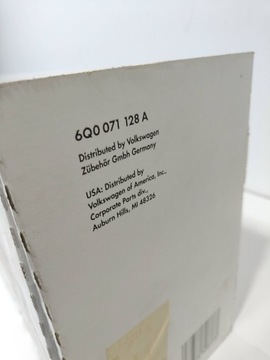 6Q0 071 128 A
Distributed by Volkswagen
Zübehör Gmbh Germany
USA: Distributed by
Volkswagen of America, Inc.,
Corporate Parts div.,
Auburn Hills, MI 48326